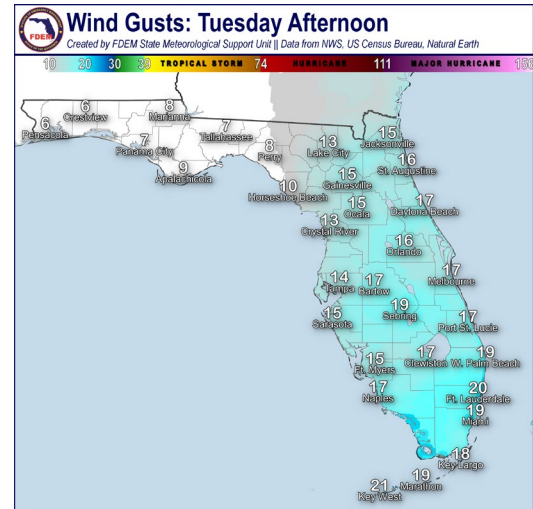 FDEM
Wind Gusts: Tuesday Afternoon
Created by FDEM State Meteorological Support Unit || Data from NWS, US Census Bureau, Natural Earth
10 20 30 39 TROPICAL STORM 74 HURRICANE 111 MAJOR HURRICANE 150
6
Crestview
8
Marianna
6
Pensacola
7
Tallahassee
15
Jacksonville
7
Panama City
8
Perry
13
Lake City
16
St. Augustine
9
Apalachicola
15
Gainesville
10
Horseshoe Beach
15
Ocala
17
Daytona Beach
13
Crystal River
16
Orlando
14
Tampa
17
Bartow
17
Melbourne
19
Sebring
15
Sarasota
17
Port St. Lucie
15
Ft. Myers
17
Clewiston
19
W. Palm Beach
17
Naples
20
Ft. Lauderdale
19
Miami
18
Key Largo
19
Marathon
21
Key West